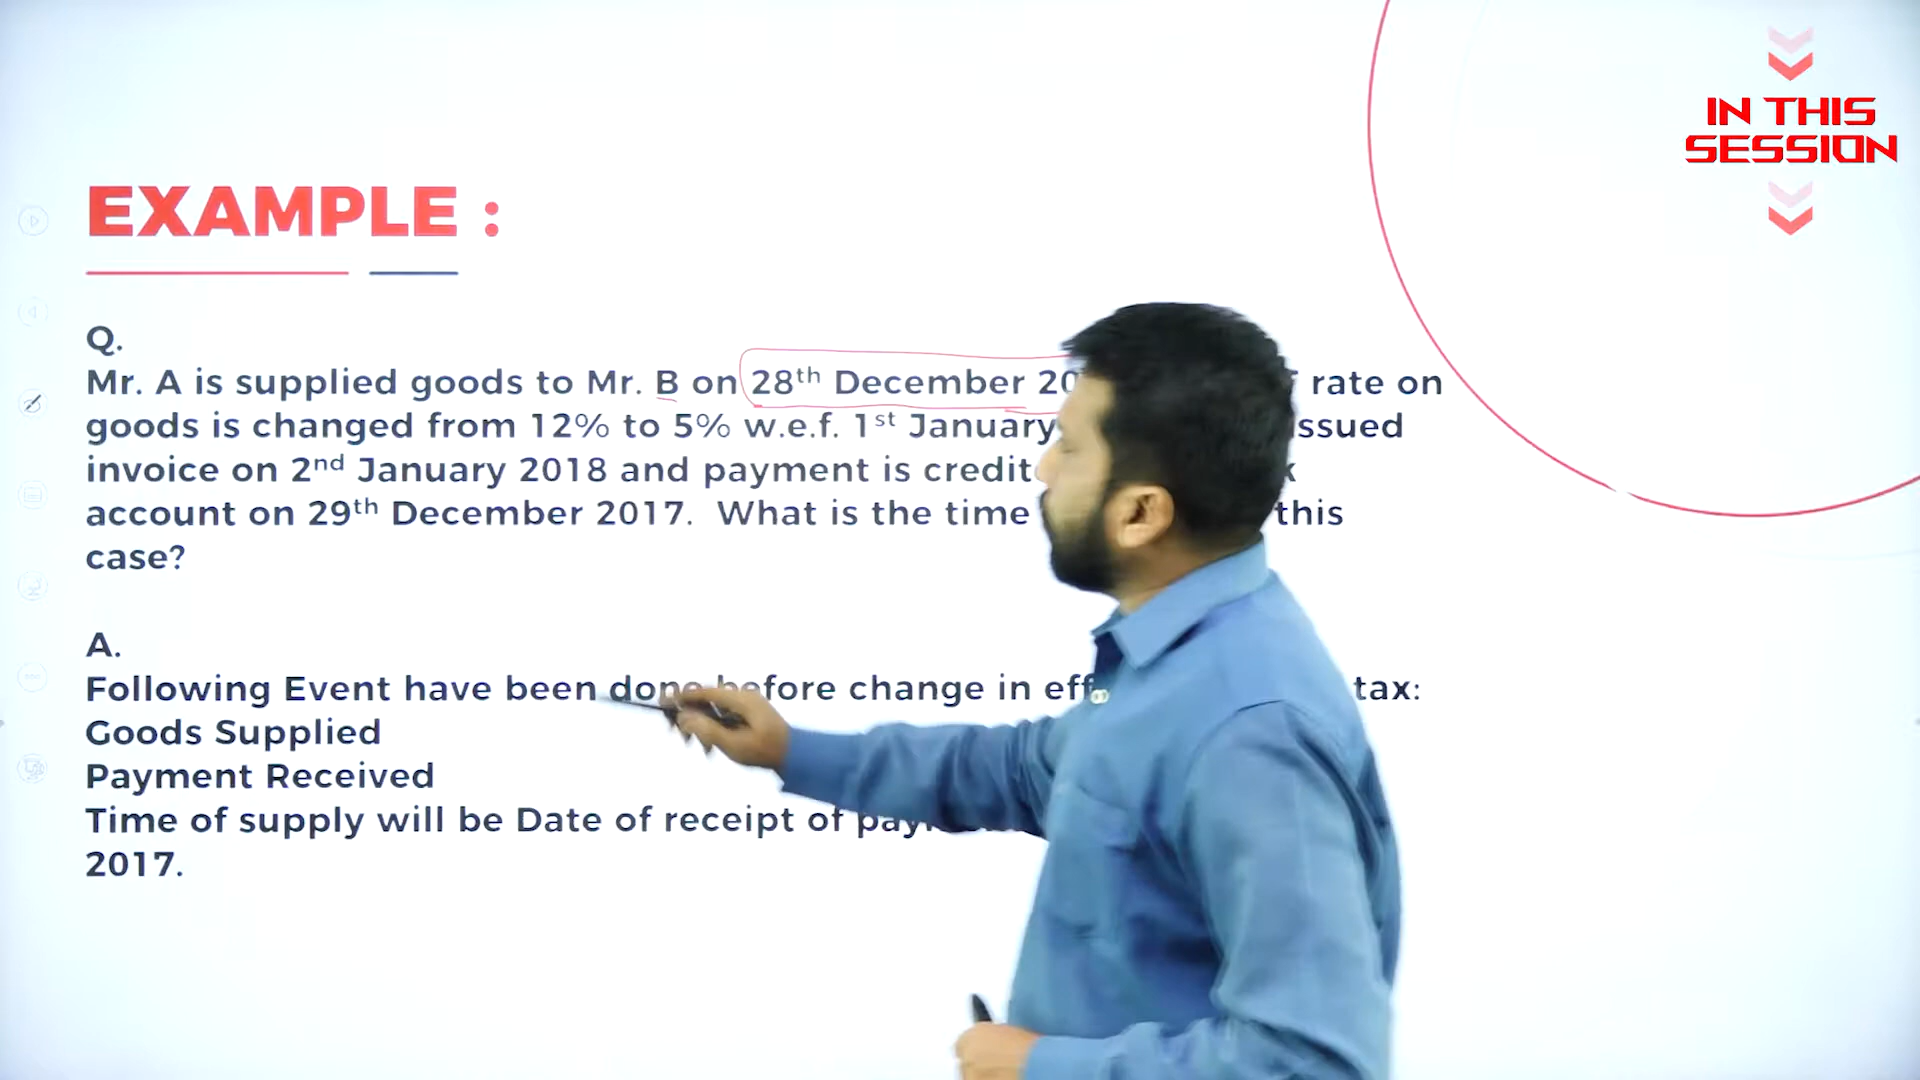 IN THIS
SESSION
EXAMPLE :
Q.
Mr. A is supplied goods to Mr. B on 28th December rate on
goods is changed from 12% to 5% w.e.f. 1st January ssued
invoice on 2nd January 2018 and payment is
account on 29th December 2017. What is the time this
case?
A.
Following Event have been done before change in tax:
Goods Supplied
Payment Received
Time of supply will be Date of receipt of
2017.